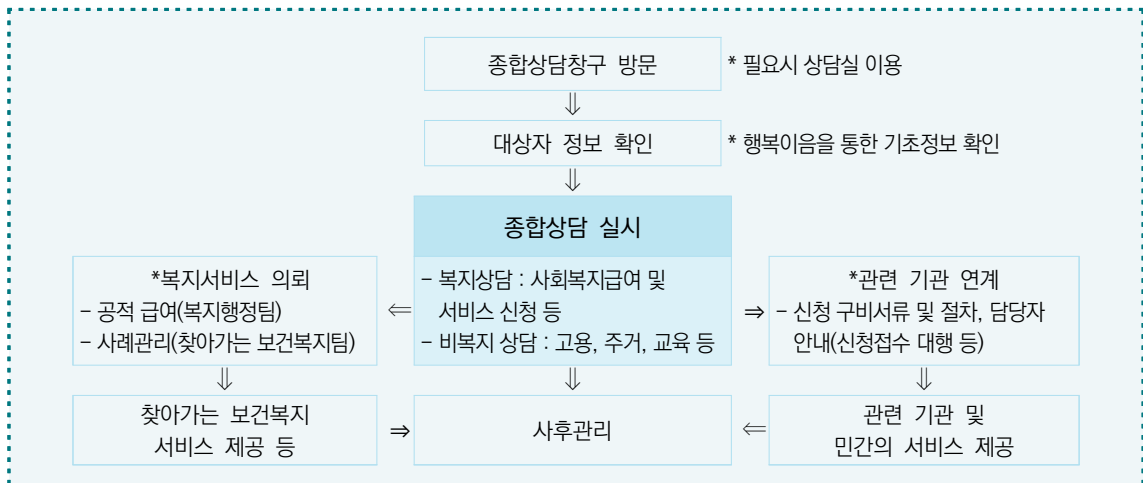 종합상담창구 방문 * 필요시 상담실 이용
⇓
대상자 정보 확인 * 행복이음을 통한 기초정보 확인
⇓
종합상담 실시
*복지서비스 의뢰
- 공적 급여(복지행정팀)
- 사례관리(찾아가는 보건복지팀)
⇐
- 복지상담 : 사회복지급여 및
서비스 신청 등
- 비복지 상담 : 고용, 주거, 교육 등
⇒
*관련 기관 연계
- 신청 구비서류 및 절차, 담당자
안내(신청접수 대행 등)
⇓ ⇓ ⇓
찾아가는 보건복지
서비스 제공 등
⇒
사후관리
⇐
관련 기관 및
민간의 서비스 제공